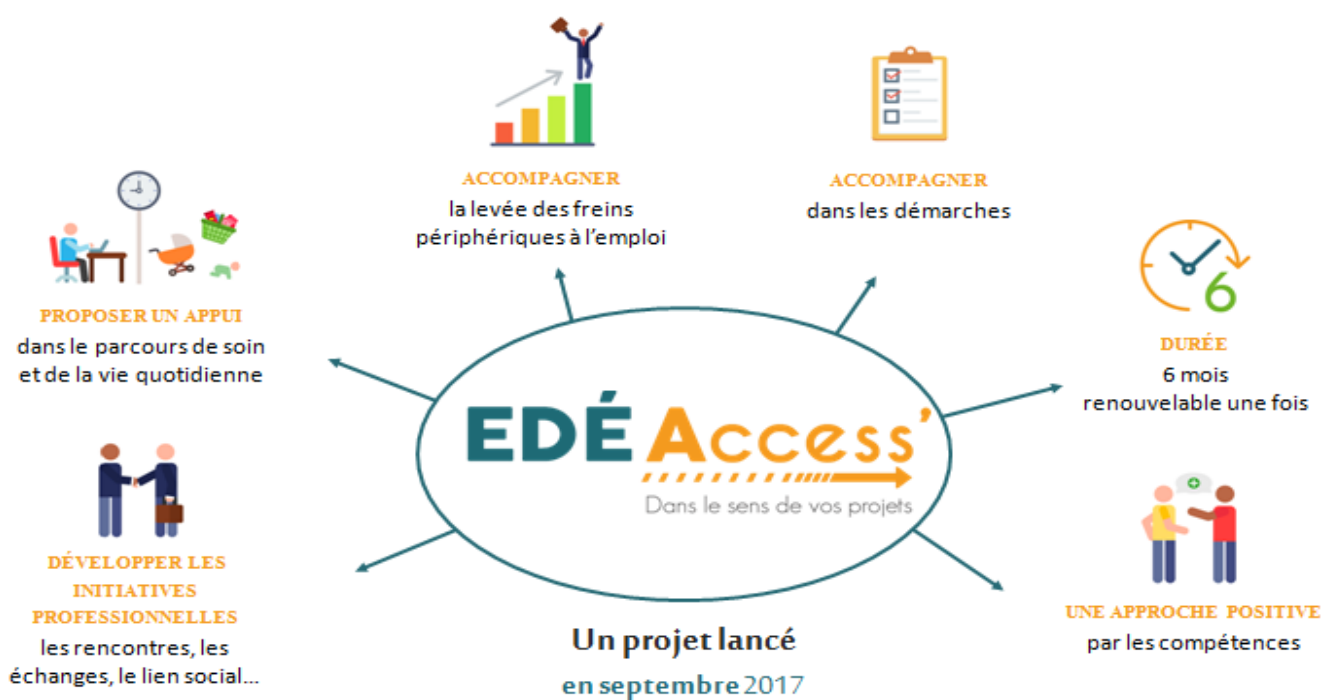 ACCOMPAGNER
la levée des freins
périphériques à l'emploi
ACCOMPAGNER
dans les démarches
PROPOSER UN APPUI
dans le parcours de soin
et de la vie quotidienne
6
DURÉE
6 mois
renouvelable une fois
EDÉ Access'
Dans le sens de vos projets
DÉVELOPPER LES
INITIATIVES
PROFESSIONNELLES
les rencontres, les
échanges, le lien social...
UNE APPROCHE POSITIVE
par les compétences
Un projet lancé
en septembre 2017